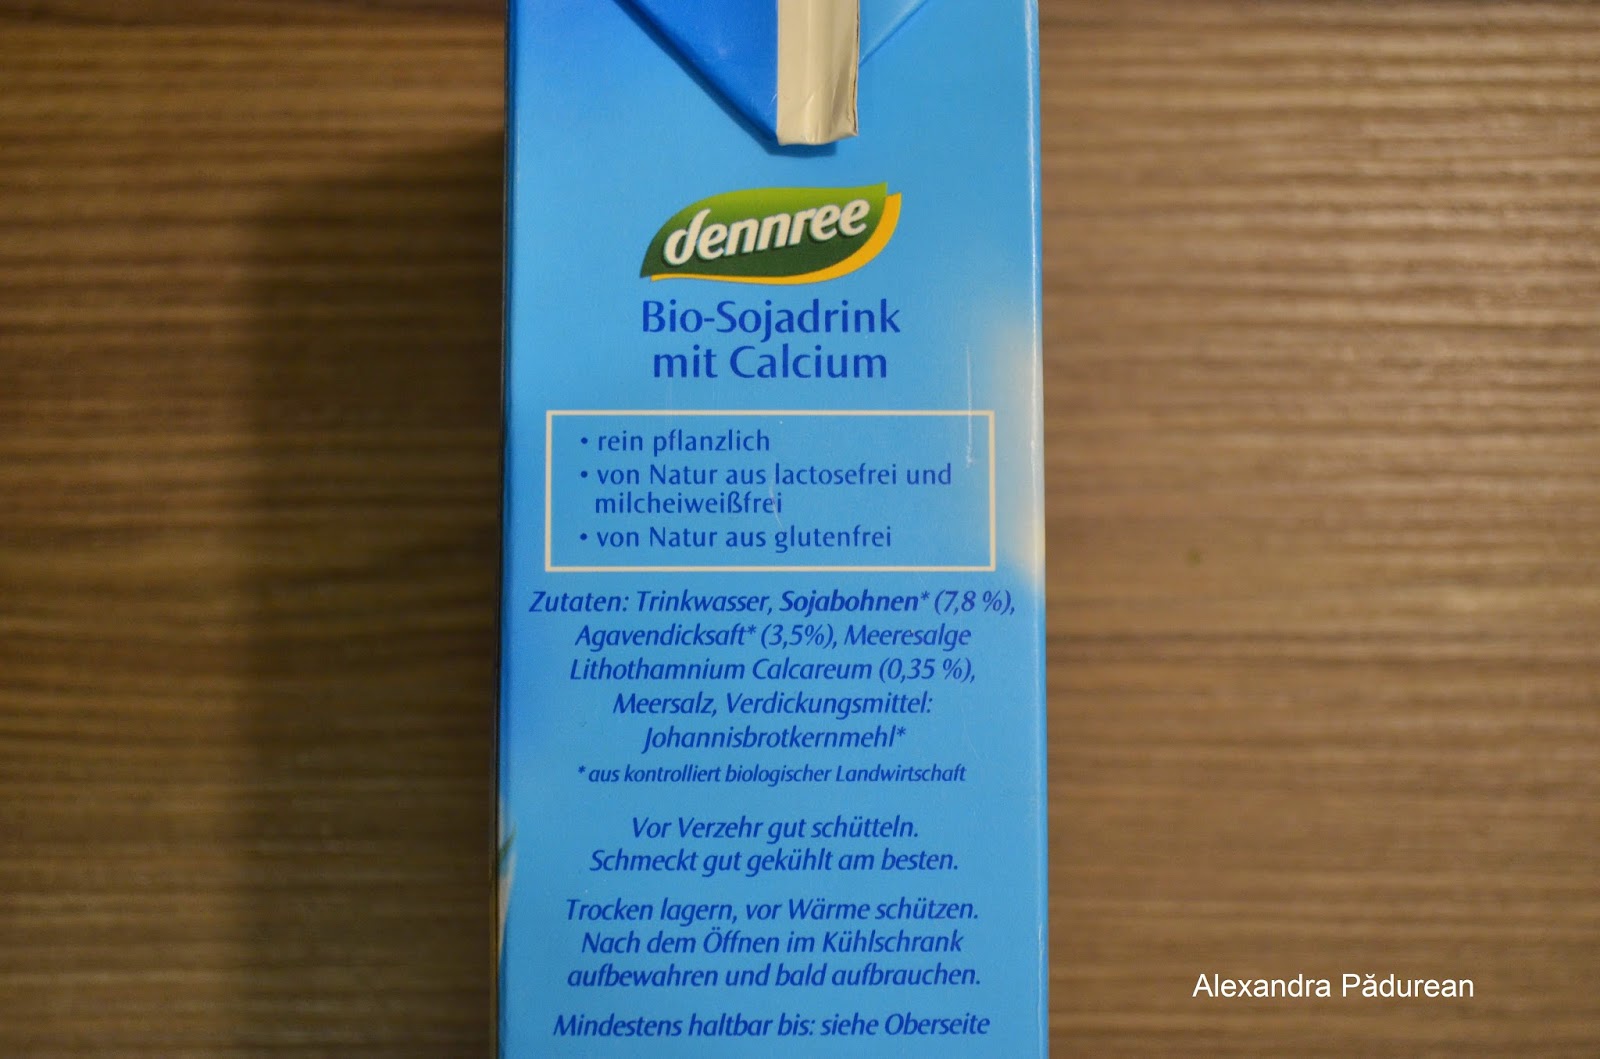 dennree
Bio-Sojadrink
mit Calcium
• rein pflanzlich
• von Natur aus lactosefrei und
milcheiweißfrei
• von Natur aus glutenfrei
Zutaten: Trinkwasser, Sojabohnen* (7,8 %),
Agavendicksaft* (3,5%), Meeresalge
Lithothamnium Calcareum (0,35 %),
Meersalz, Verdickungsmittel:
Johannisbrotkernmehl*
* aus kontrolliert biologischer Landwirtschaft
Vor Verzehr gut schütteln.
Schmeckt gut gekühlt am besten.
Trocken lagern, vor Wärme schützen.
Nach dem Öffnen im Kühlschrank
aufbewahren und bald aufbrauchen.
Mindestens haltbar bis: siehe Oberseite
Alexandra Pădurean